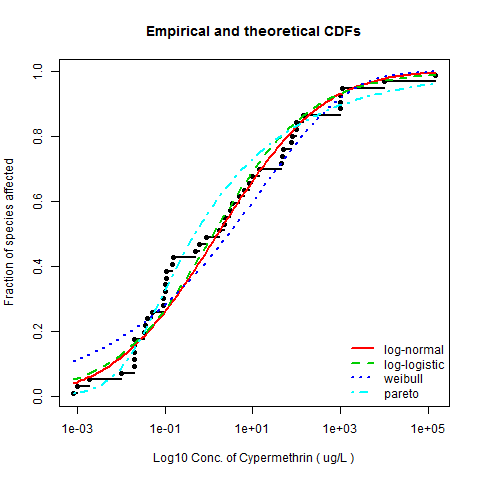 Empirical and theoretical CDFs
Fraction of species affected
1.0
0.8
0.6
0.4
0.2
0.0
log-normal
log-logistic
weibull
pareto
1e-03 1e-01 1e+01 1e+03 1e+05
Log10 Conc. of Cypermethrin ( ug/L )